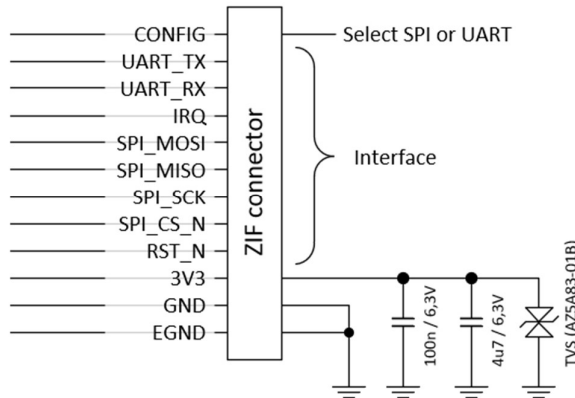 CONFIG
UART_TX
UART_RX
IRQ
SPI_MOSI
SPI_MISO
SPI_SCK
SPI_CS_N
RST_N
3V3
GND
EGND
ZIF connector
Select SPI or UART
Interface
100n / 6,3V
4u7 / 6,3V
TVS (AZ5A83-01B)